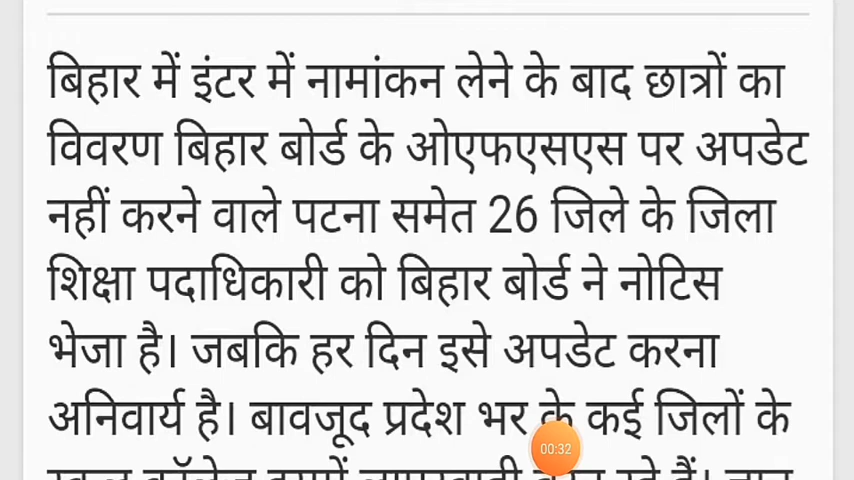 बिहार में इंटर में नामांकन लेने के बाद छात्रों का
विवरण बिहार बोर्ड के ओएफएसएस पर अपडेट
नहीं करने वाले पटना समेत 26 जिले के जिला
शिक्षा पदाधिकारी को बिहार बोर्ड ने नोटिस
भेजा है। जबकि हर दिन इसे अपडेट करना
अनिवार्य है। बावजूद प्रदेश भर के कई जिलों के
00:32